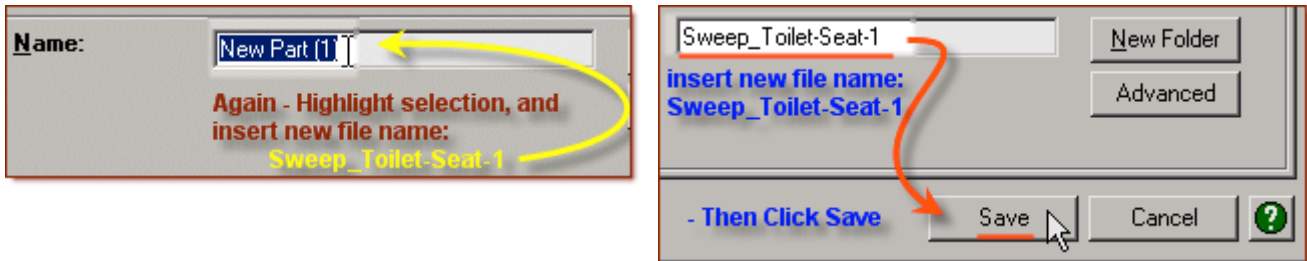 Name:
New Part (1)
Again - Highlight selection, and
insert new file name:
Sweep_Toilet-Seat-1
Sweep_Toilet-Seat-1
New Folder
insert new file name:
Sweep_Toilet-Seat-1
Advanced
- Then Click Save
Save
Cancel
?